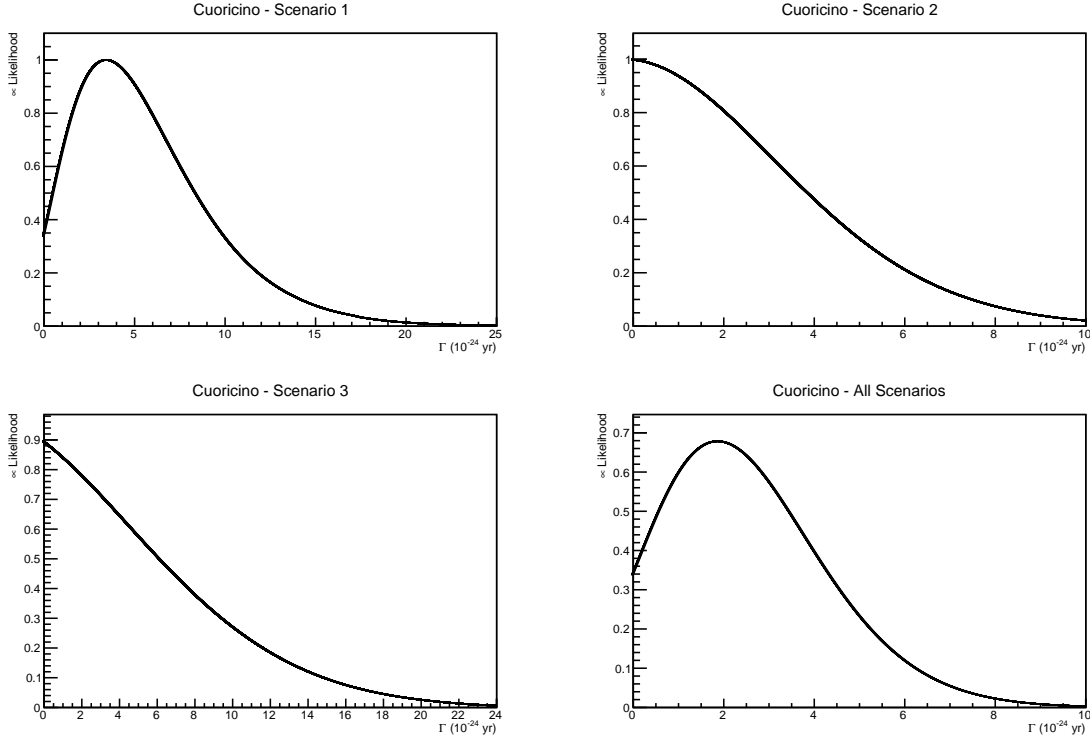 Cuoricino - Scenario 1
∝ Likelihood
1
0.8
0.6
0.4
0.2
0
0 5 10 15 20 25
Γ (10⁻²⁴ yr)
Cuoricino - Scenario 2
∝ Likelihood
1
0.8
0.6
0.4
0.2
0
0 2 4 6 8 10
Γ (10⁻²⁴ yr)
Cuoricino - Scenario 3
∝ Likelihood
0.9
0.8
0.7
0.6
0.5
0.4
0.3
0.2
0.1
0
0 2 4 6 8 10 12 14 16 18 20 22 24
Γ (10⁻²⁴ yr)
Cuoricino - All Scenarios
∝ Likelihood
0.7
0.6
0.5
0.4
0.3
0.2
0.1
0
0 2 4 6 8 10
Γ (10⁻²⁴ yr)